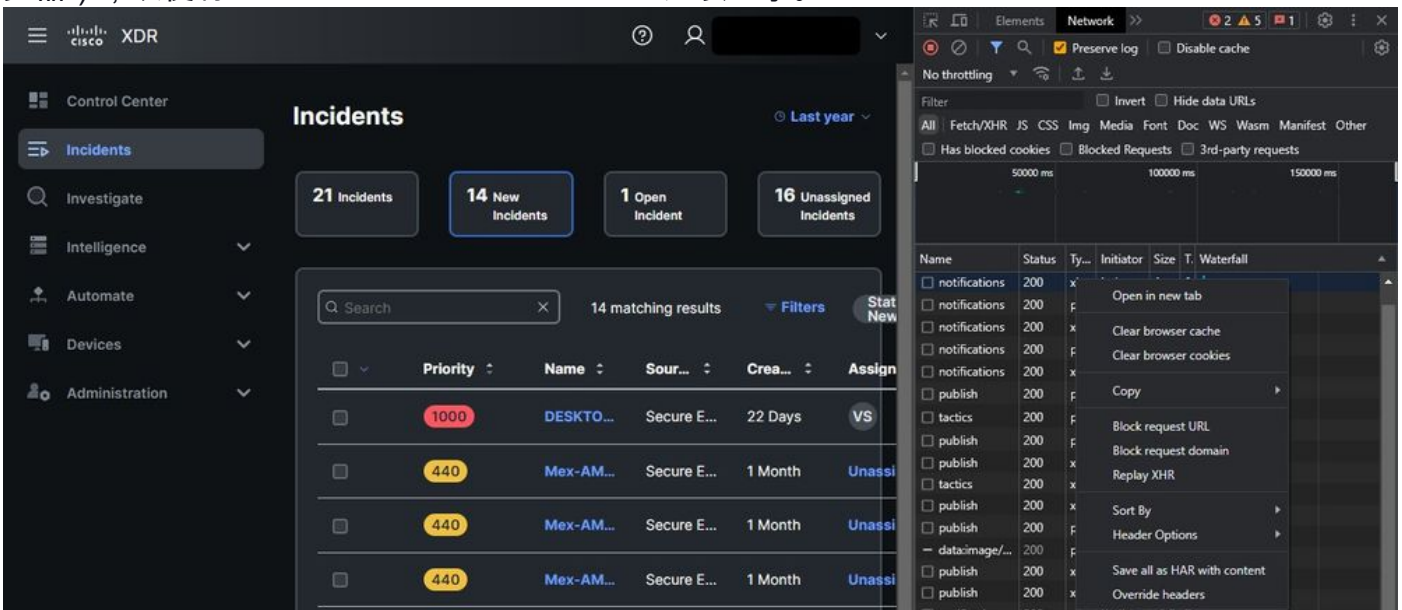 cisco XDR
Control Center
Incidents
Investigate
Intelligence
Automate
Devices
Administration
Incidents
Last year
21 Incidents
14 New Incidents
1 Open Incident
16 Unassigned Incidents
Search
14 matching results
Filters
Stat
New
Priority Name Sour... Crea... Assign
1000 DESKTO... Secure E... 22 Days VS
440 Mex-AM... Secure E... 1 Month Unassi
440 Mex-AM... Secure E... 1 Month Unassi
440 Mex-AM... Secure E... 1 Month Unassi
Elements Network 2 5 1
Preserve log Disable cache
No throttling
Filter Invert Hide data URLs
All Fetch/XHR JS CSS Img Media Font Doc WS Wasm Manifest Other
Has blocked cookies Blocked Requests 3rd-party requests
50000 ms 100000 ms 150000 ms
Name Status Ty... Initiator Size T. Waterfall
notifications 200 x
notifications 200 p
notifications 200 x
notifications 200 p
notifications 200 x
publish 200 p
tactics 200 p
publish 200 p
publish 200 x
tactics 200 x
publish 200 x
publish 200 p
data:image/... 200 p
publish 200 x
publish 200 x
Open in new tab
Clear browser cache
Clear browser cookies
Copy
Block request URL
Block request domain
Replay XHR
Sort By
Header Options
Save all as HAR with content
Override headers